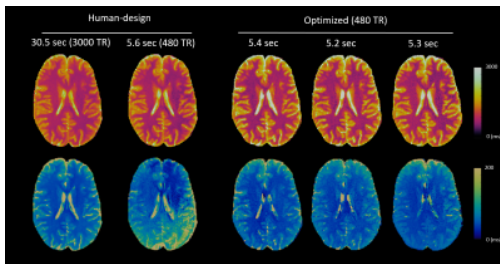 Human-design
Optimized (480 TR)
30.5 sec (3000 TR)
5.6 sec (480 TR)
5.4 sec
5.2 sec
5.3 sec
3000
0 [ms]
200
0 [ms]